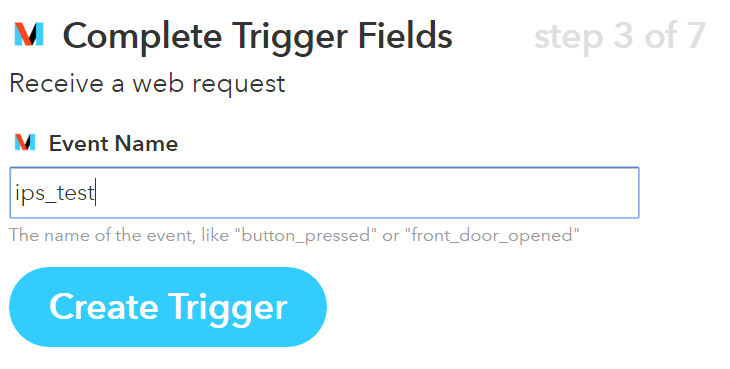 Complete Trigger Fields step 3 of 7
Receive a web request
Event Name
ips_test
The name of the event, like "button_pressed" or "front_door_opened"
Create Trigger